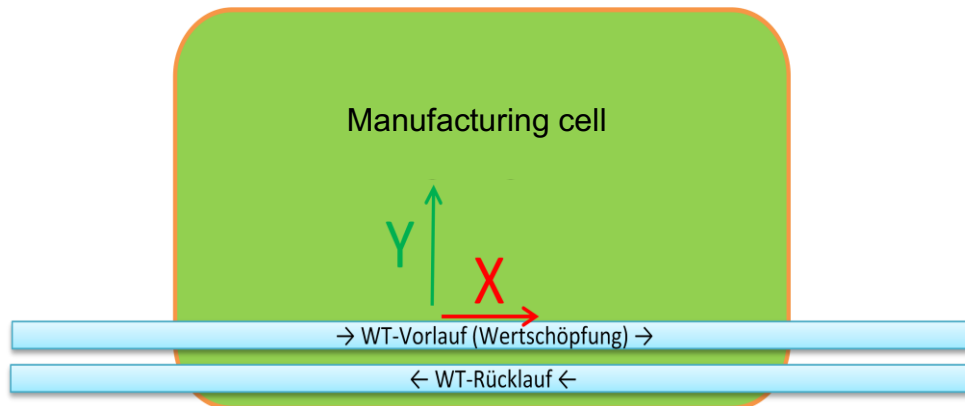 Manufacturing cell
Y
X
→ WT-Vorlauf (Wertschöpfung) →
← WT-Rücklauf ←